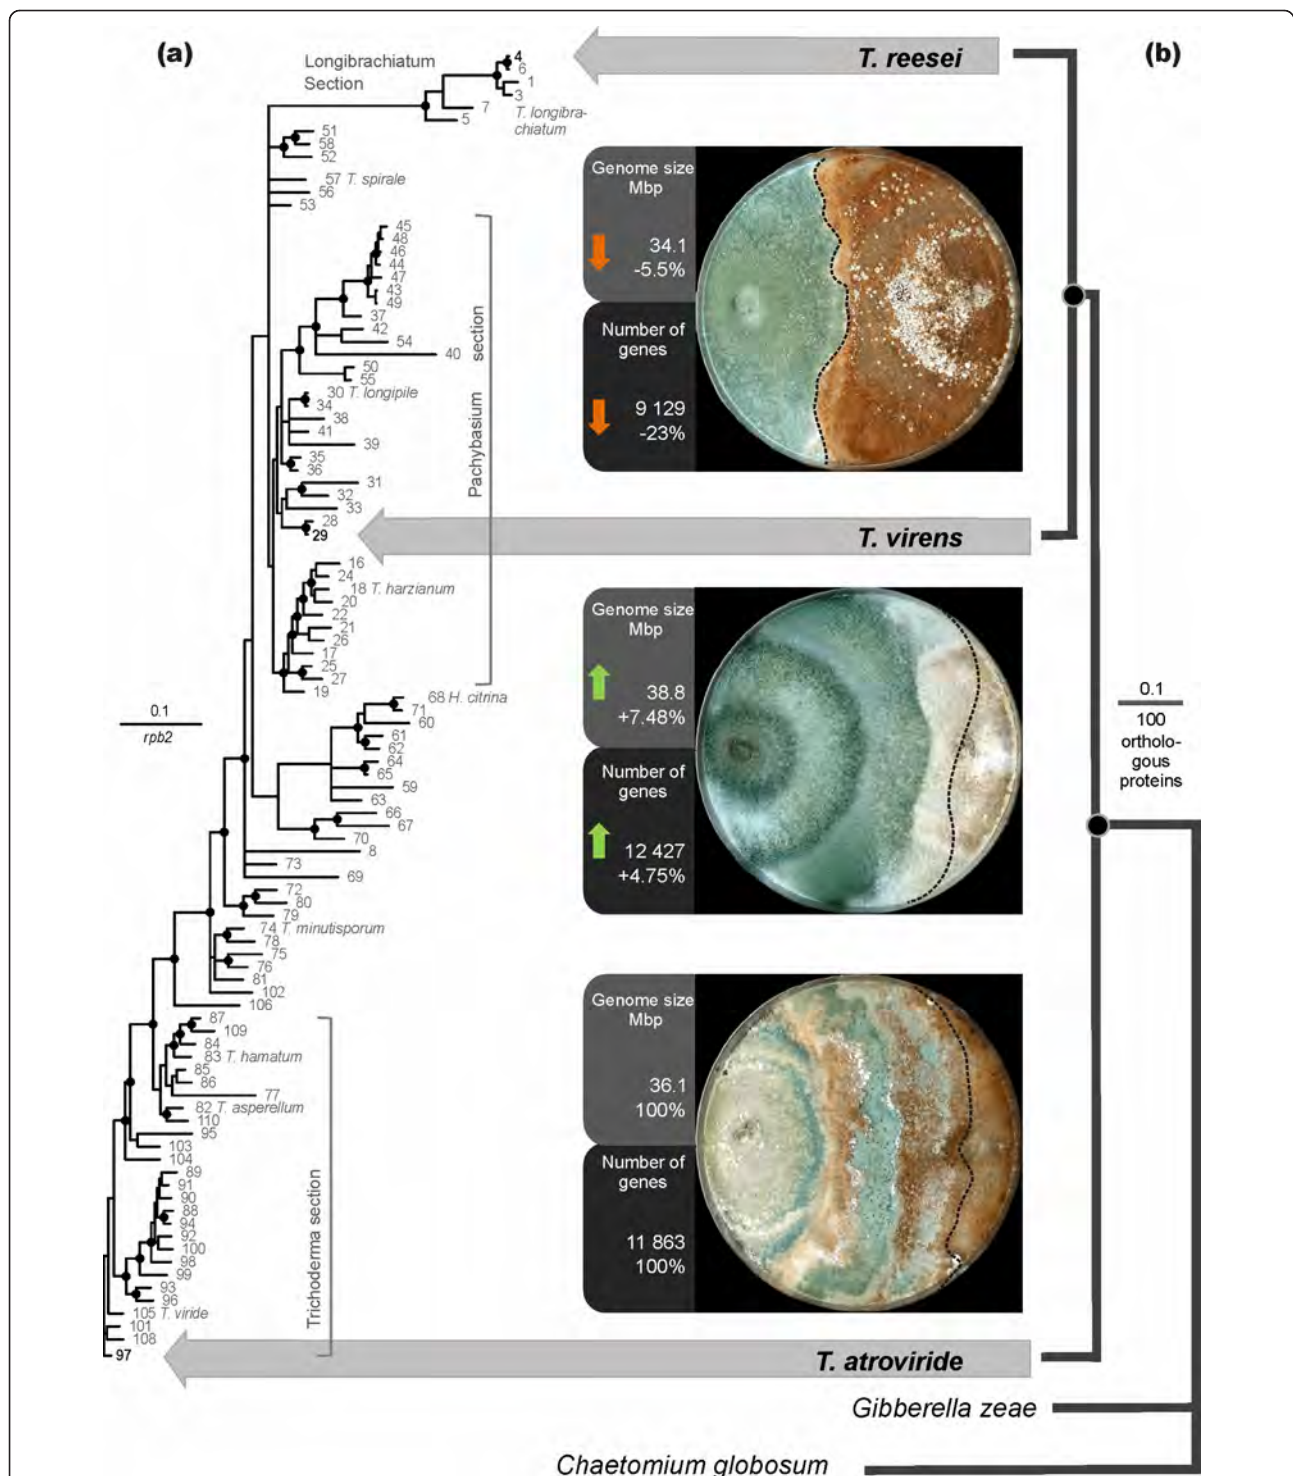 (a)
(b)
Longibrachiatum
Section
4
6
1
3
T. longibra-
chiatum
7
5
51
58
52
57 T. spirale
56
53
45
48
46
44
47
43
49
37
42
54
40
50
55
30 T. longipile
34
38
41
39
35
36
31
32
33
28
29
16
24
18 T. harzianum
20
22
21
26
17
25
27
19
Pachybasium section
0.1
rpb2
68 H. citrina
71
60
61
62
64
65
59
63
66
67
70
8
73
69
72
80
79
74 T. minutisporum
78
75
76
81
102
106
87
109
84
83 T. hamatum
85
86
77
82 T. asperellum
110
95
103
104
89
91
90
88
94
92
100
98
99
93
96
105 T. viride
101
108
97
Trichoderma section
T. reesei
Genome size
Mbp
34.1
-5.5%
Number of
genes
9 129
-23%
T. virens
Genome size
Mbp
38.8
+7.48%
Number of
genes
12 427
+4.75%
Genome size
Mbp
36.1
100%
Number of
genes
11 863
100%
T. atroviride
0.1
100
ortholo-
gous
proteins
Gibberella zeae
Chaetomium globosum